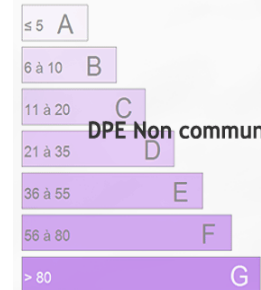 ≤ 5 A
6 à 10 B
11 à 20 C
DPE Non commun
21 à 35 D
36 à 55 E
56 à 80 F
> 80 G